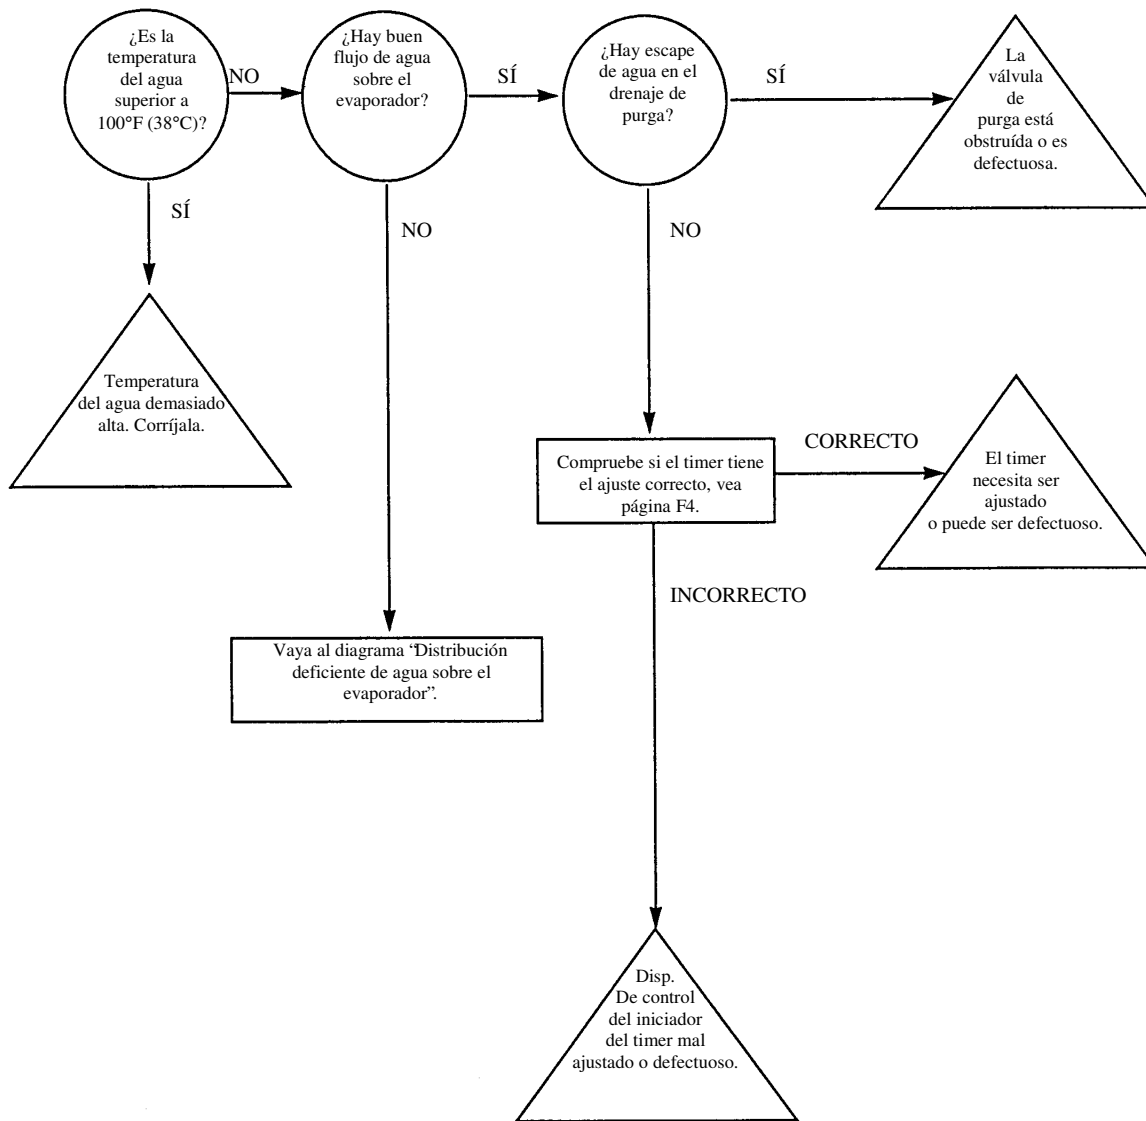 ¿Es la
temperatura
del agua
superior a
100°F (38°C)?
NO
¿Hay buen
flujo de agua
sobre el
evaporador?
SÍ
¿Hay escape
de agua en el
drenaje de
purga?
SÍ
La
válvula
de
purga está
obstruída o es
defectuosa.
SÍ
NO
NO
Temperatura
del agua demasiado
alta. Corríjala.
Compruebe si el timer tiene
el ajuste correcto, vea
página F4.
CORRECTO
El timer
necesita ser
ajustado
o puede ser defectuoso.
INCORRECTO
Vaya al diagrama “Distribución
deficiente de agua sobre el
evaporador”.
Disp.
De control
del iniciador
del timer mal
ajustado o defectuoso.